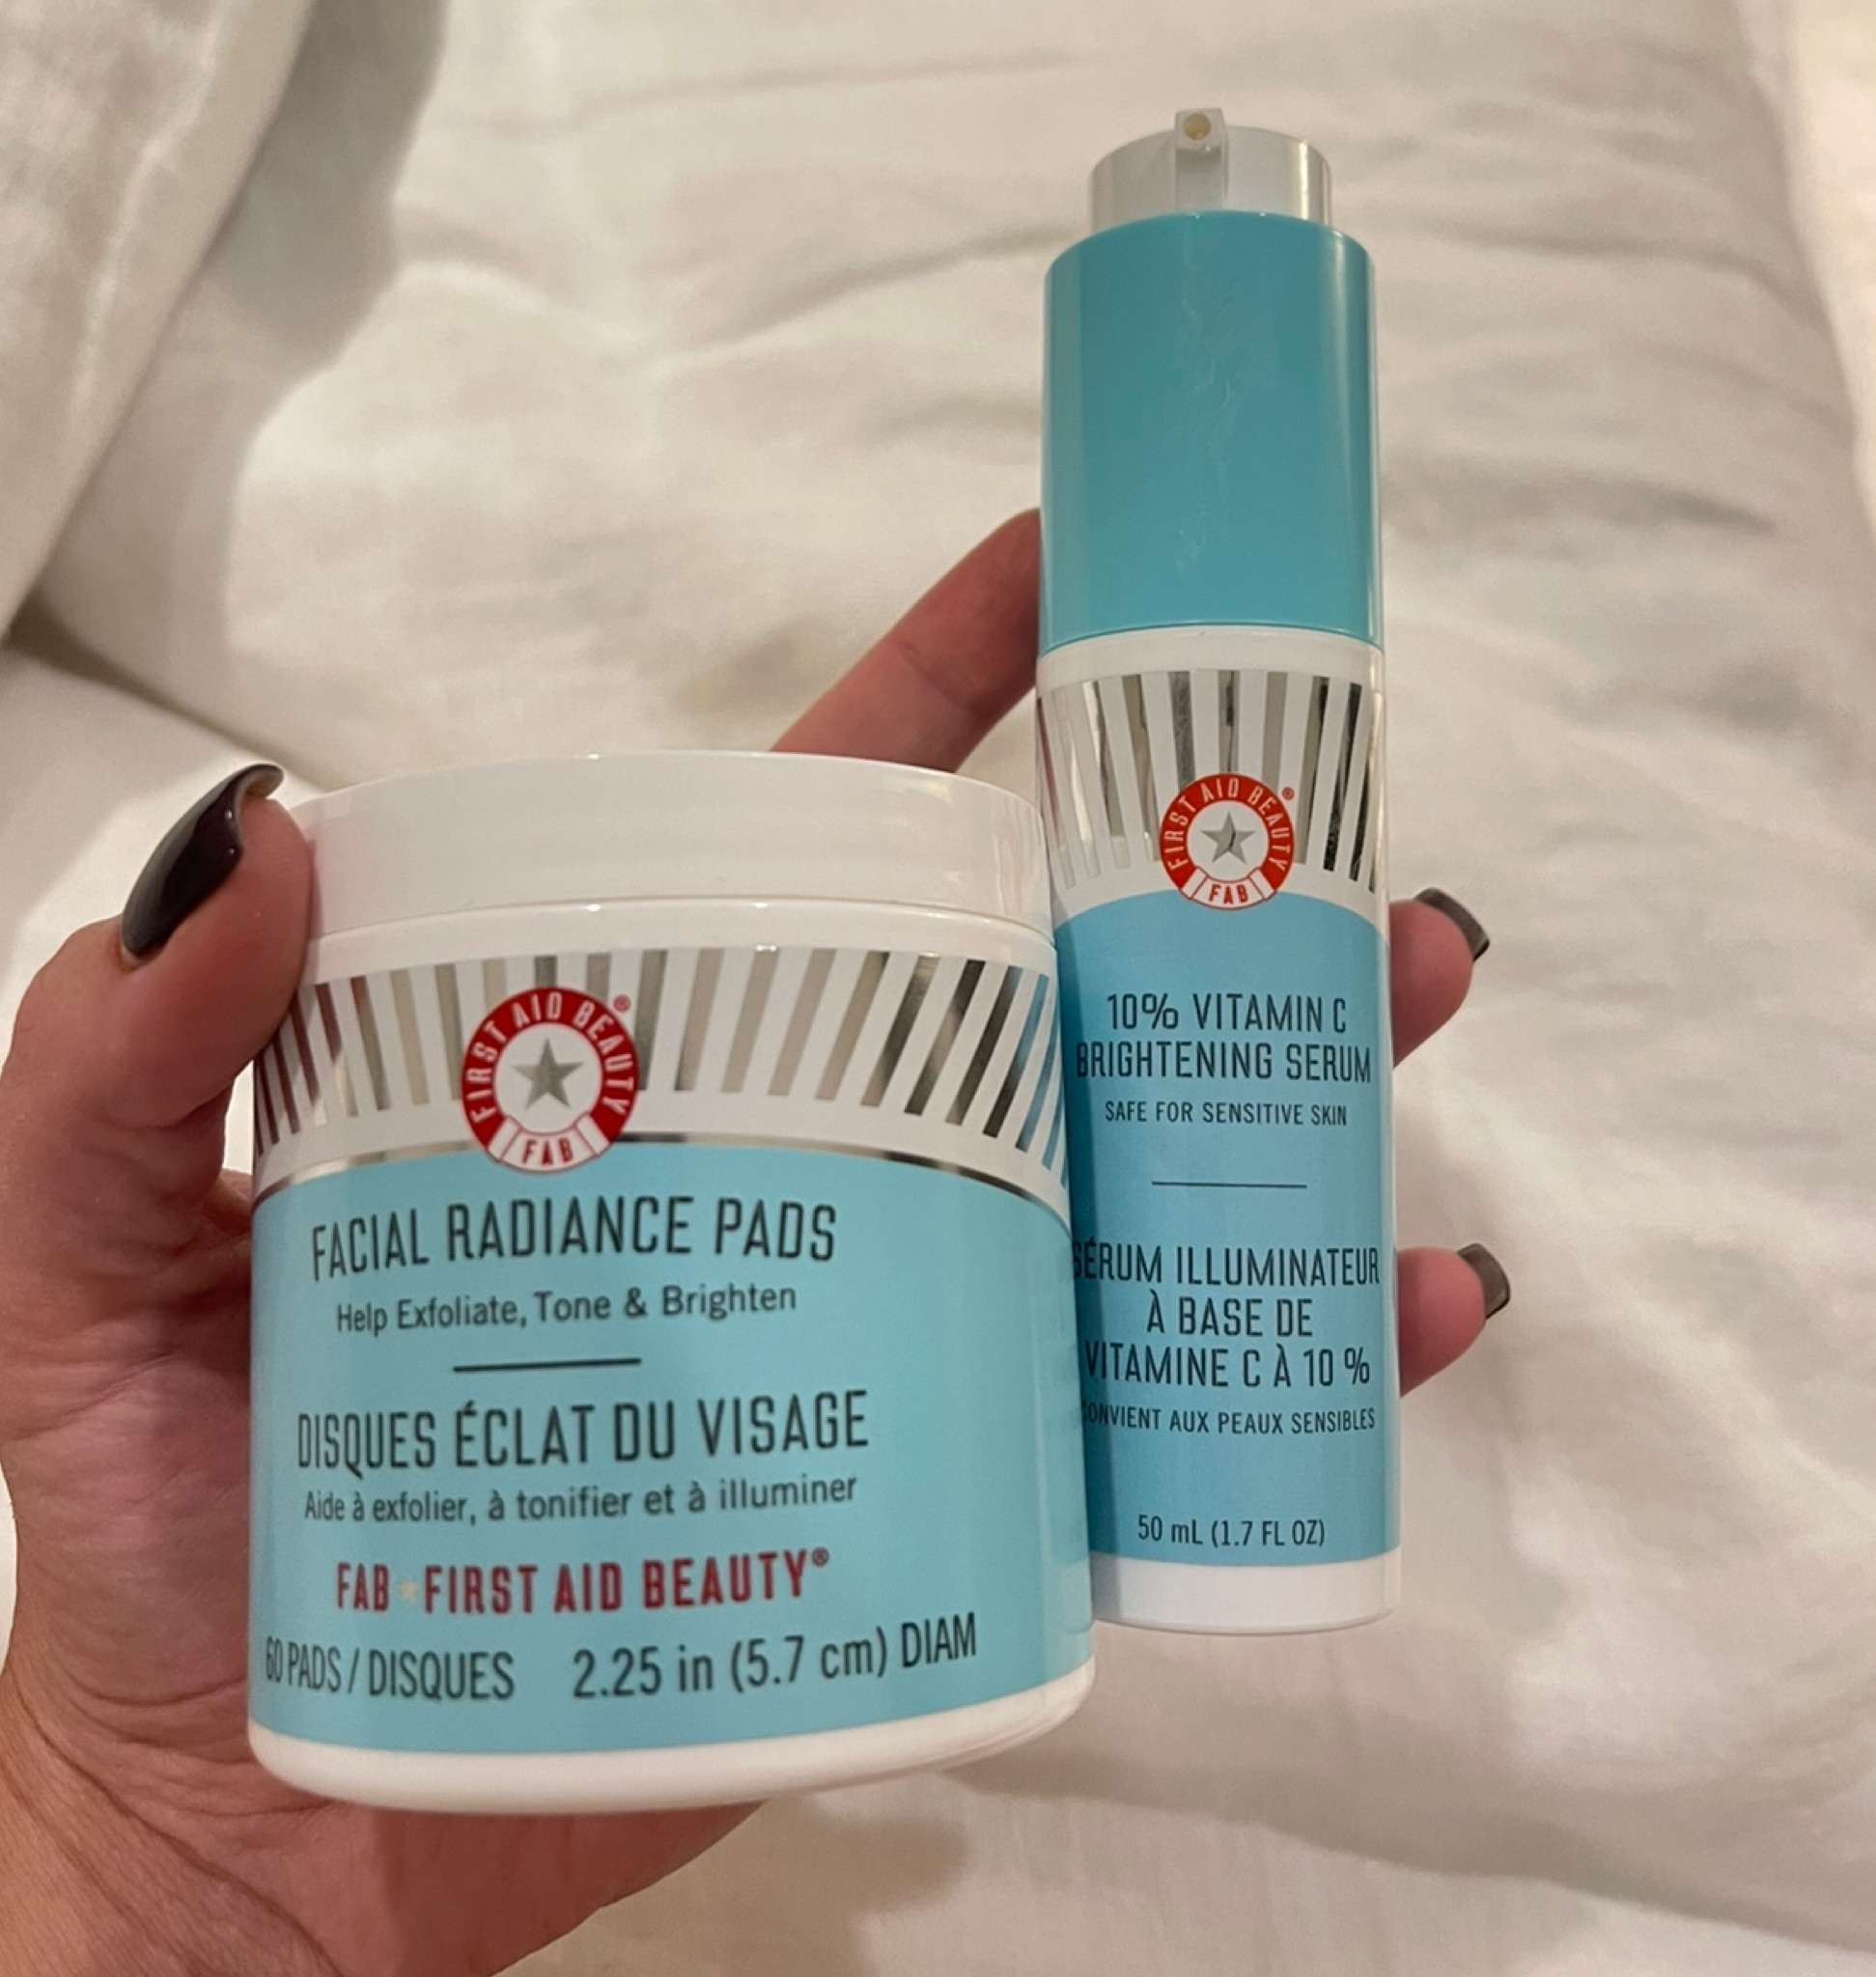 FIRST AID BEAUTY®
FAB
FACIAL RADIANCE PADS
Help Exfoliate, Tone & Brighten
DISQUES ÉCLAT DU VISAGE
Aide à exfolier, à tonifier et à illuminer
FAB FIRST AID BEAUTY®
60 PADS / DISQUES 2.25 in (5.7 cm) DIAM
FIRST AID BEAUTY®
FAB
10% VITAMIN C
BRIGHTENING SERUM
SAFE FOR SENSITIVE SKIN
SÉRUM ILLUMINATEUR
À BASE DE
VITAMINE C À 10 %
CONVIENT AUX PEAUX SENSIBLES
50 mL (1.7 FL OZ)